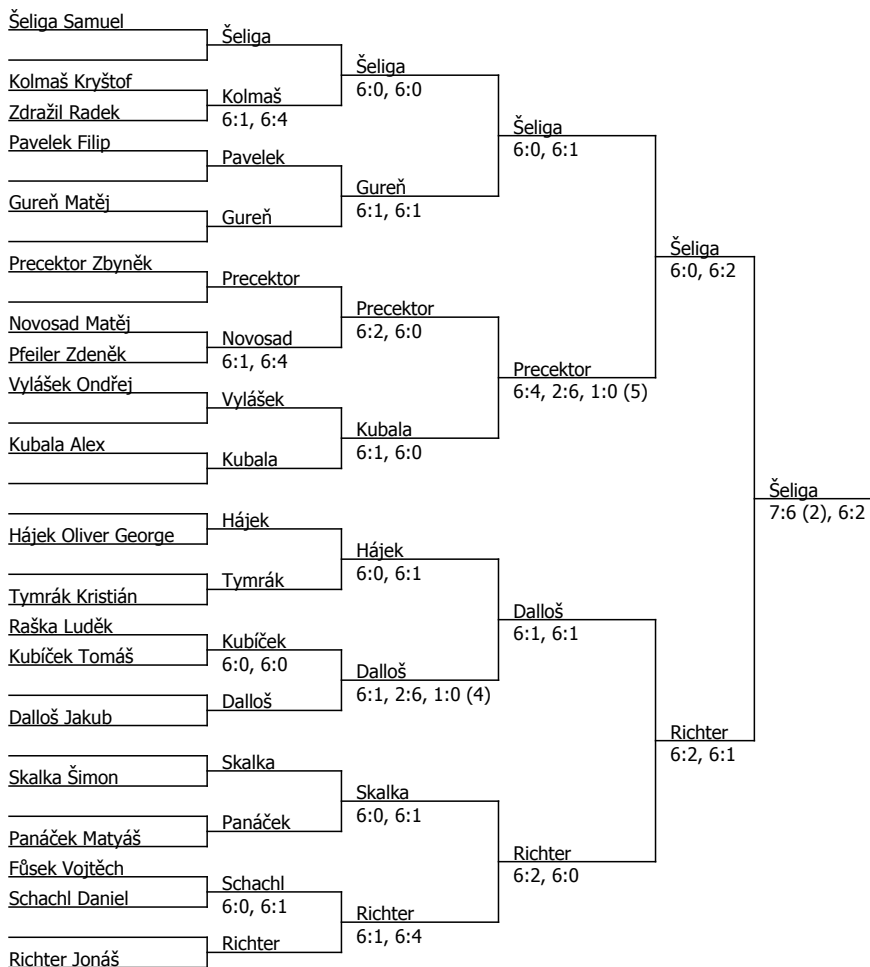 Šeliga Samuel
Kolmaš Kryštof
Zdražil Radek
Pavelek Filip
Gureň Matěj
Precektor Zbyněk
Novosad Matěj
Pfeiler Zdeněk
Vylášek Ondřej
Kubala Alex
Hájek Oliver George
Tymrák Kristián
Raška Luděk
Kubíček Tomáš
Dalloš Jakub
Skalka Šimon
Panáček Matyáš
Fůsek Vojtěch
Schachl Daniel
Richter Jonáš
Šeliga
Kolmaš
6:1, 6:4
Pavelek
Gureň
Precektor
Novosad
6:1, 6:4
Vylášek
Kubala
Hájek
Tymrák
Kubíček
6:0, 6:0
Dalloš
Skalka
Panáček
Schachl
6:0, 6:1
Richter
Šeliga
6:0, 6:0
Gureň
6:1, 6:1
Precektor
6:2, 6:0
Kubala
6:1, 6:0
Hájek
6:0, 6:1
Dalloš
6:1, 2:6, 1:0 (4)
Skalka
6:0, 6:1
Richter
6:1, 6:4
Šeliga
6:0, 6:1
Precektor
6:4, 2:6, 1:0 (5)
Dalloš
6:1, 6:1
Richter
6:2, 6:0
Šeliga
6:0, 6:2
Richter
6:2, 6:1
Šeliga
7:6 (2), 6:2